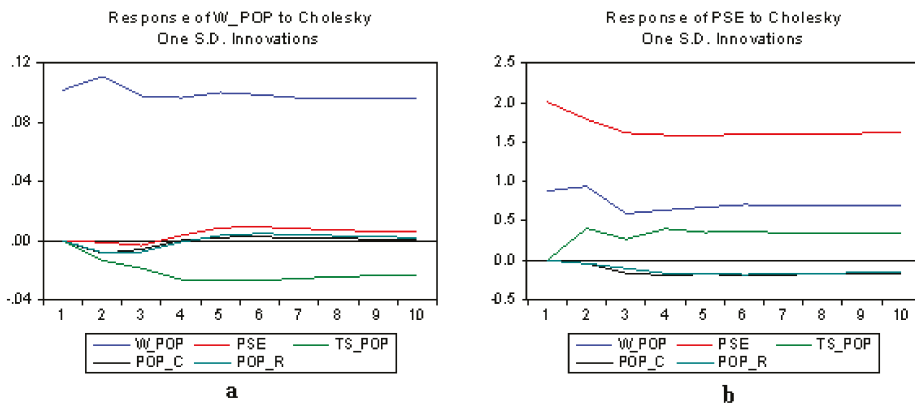 Response of W_POP to Cholesky
One S.D. Innovations
.12
.08
.04
.00
-.04
1 2 3 4 5 6 7 8 9 10
W_POP PSE TS_POP
POP_C POP_R
a
Response of PSE to Cholesky
One S.D. Innovations
2.5
2.0
1.5
1.0
0.5
0.0
-0.5
1 2 3 4 5 6 7 8 9 10
W_POP PSE TS_POP
POP_C POP_R
b